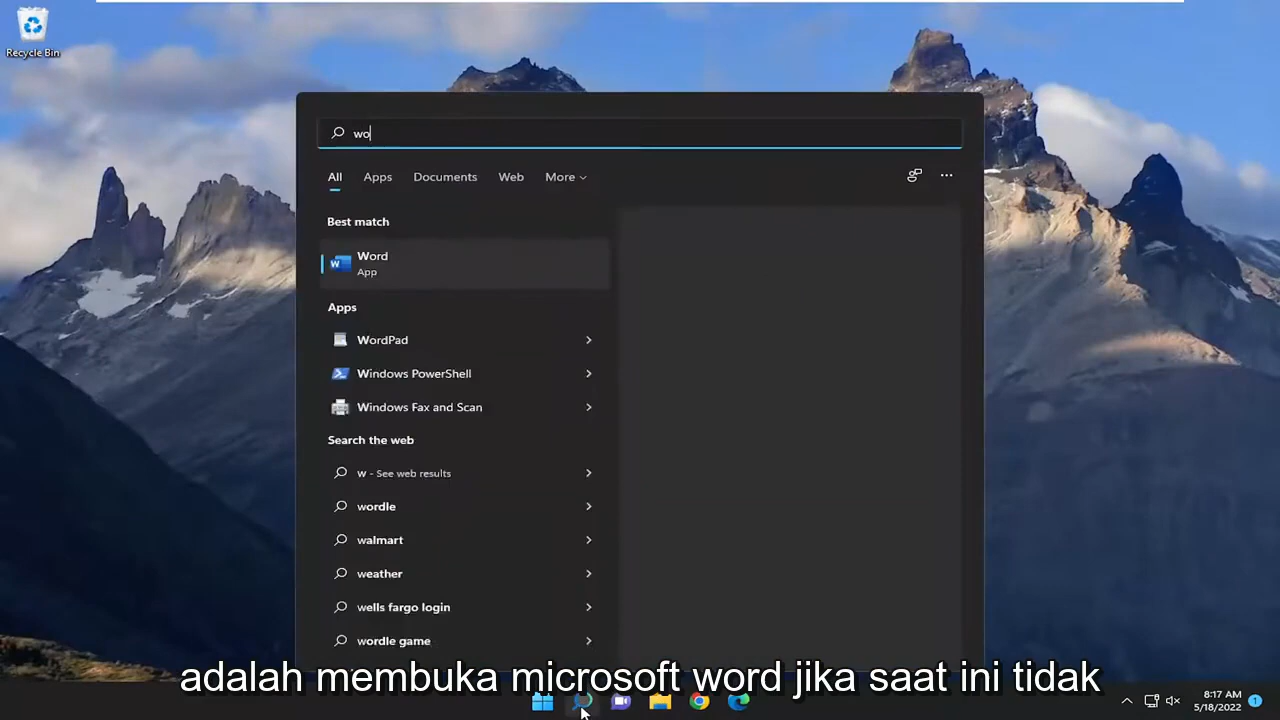 Recycle Bin
wo
All Apps Documents Web More
Best match
Word
App
Apps
WordPad
Windows PowerShell
Windows Fax and Scan
Search the web
w - See web results
wordle
walmart
weather
wells fargo login
wordle game
adalah membuka microsoft word jika saat ini tidak
8:17 AM
5/18/2022
1